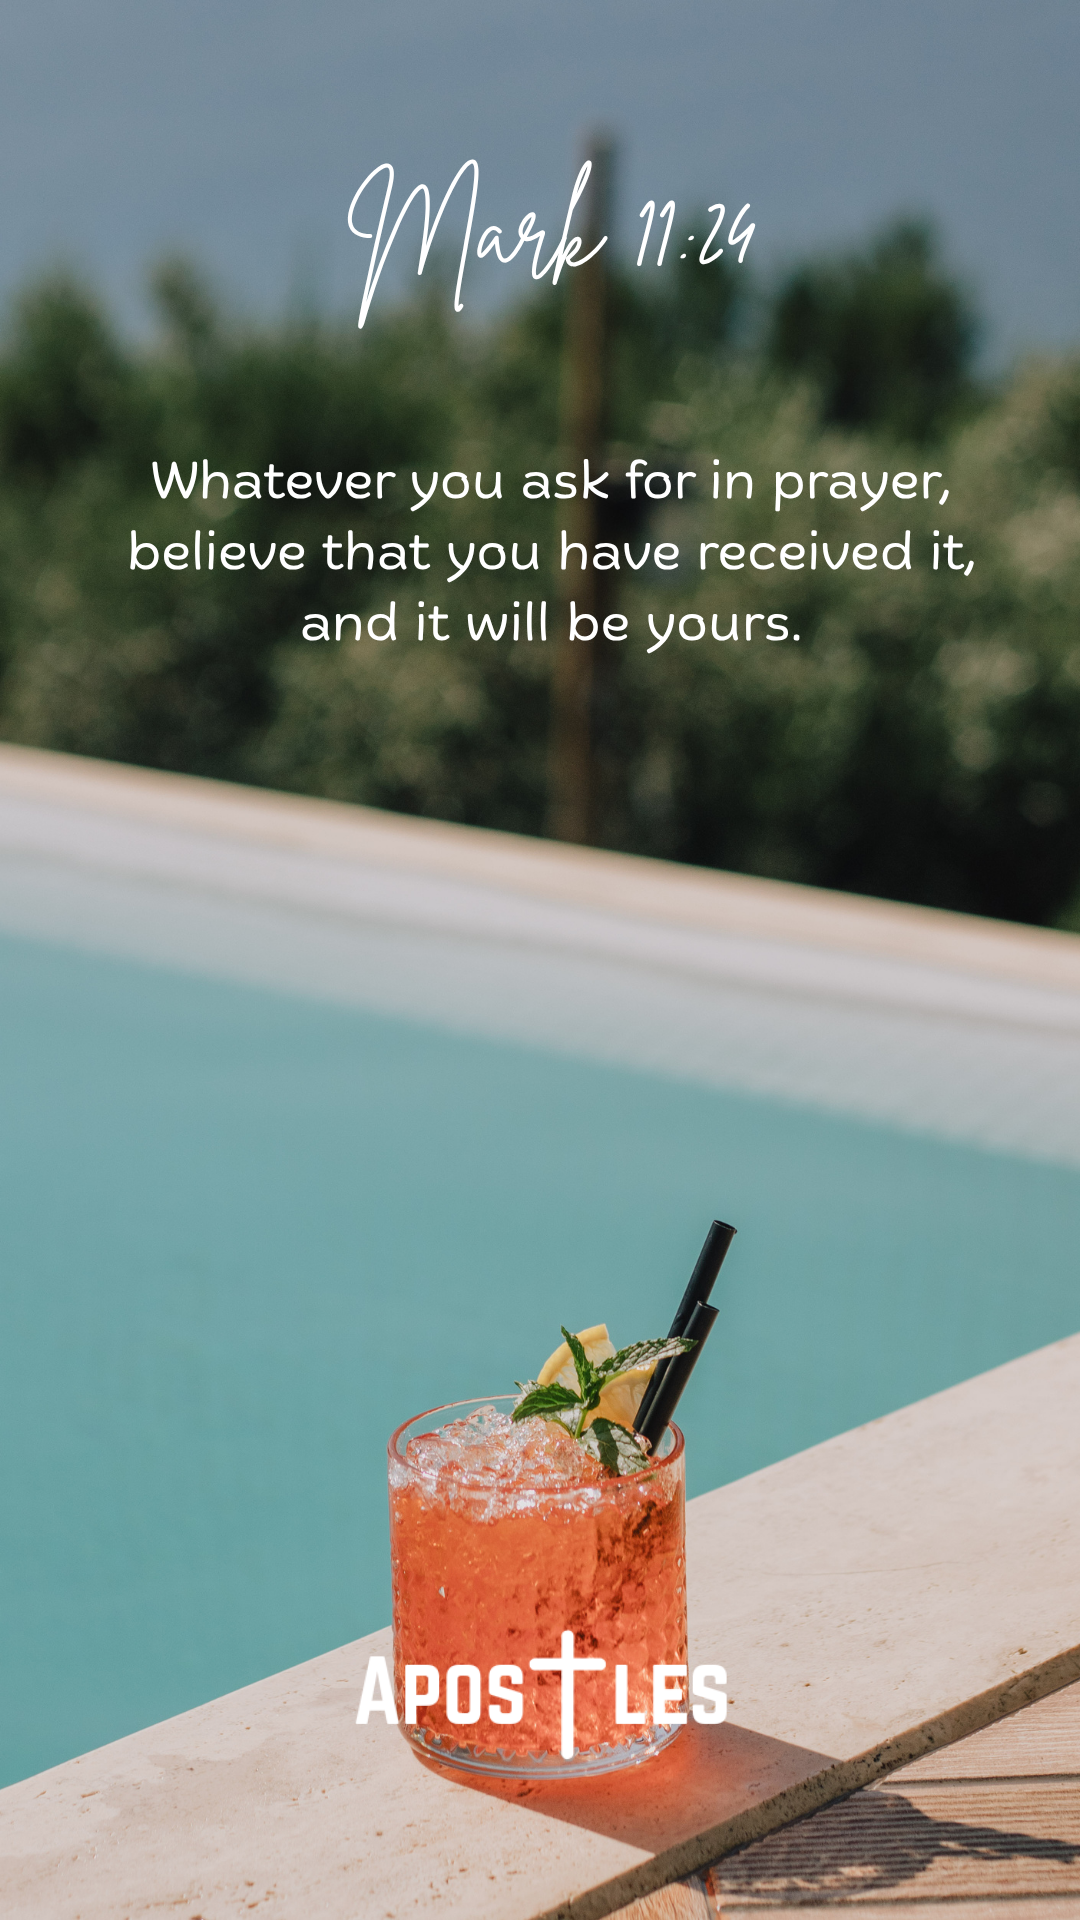 Mark 11:24
Whatever you ask for in prayer,
believe that you have received it,
and it will be yours.
APOSTLES